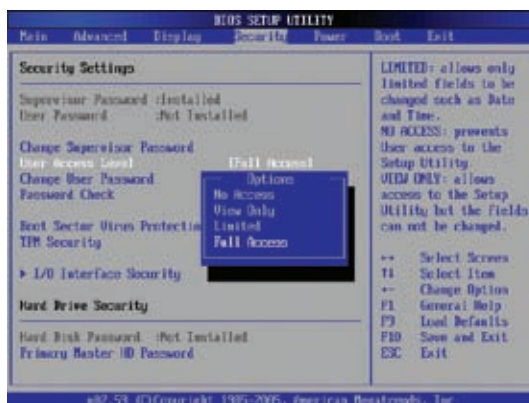 BIOS SETUP UTILITY
Main Advanced Display Security Power Boot Exit
Security Settings
Supervisor Password :Installed
User Password :Not Installed
Change Supervisor Password
User Access Level [Full Access]
Change User Password
Password Check
Boot Sector Virus Protectio
TPM Security
I/O Interface Security
Hard Drive Security
Hard Disk Password :Not Installed
Primary Master HD Password
Options
No Access
View Only
Limited
Full Access
LIMITED: allows only
limited fields to be
changed such as Date
and Time.
NO ACCESS: prevents
User access to the
Setup Utility.
VIEW ONLY: allows
access to the Setup
Utility but the fields
can not be changed.
Select Screen
Select Item
+- Change Option
F1 General Help
F9 Load Defaults
F10 Save and Exit
ESC Exit
v02.59 (C)Copyright 1985-2005, American Megatrends, Inc.